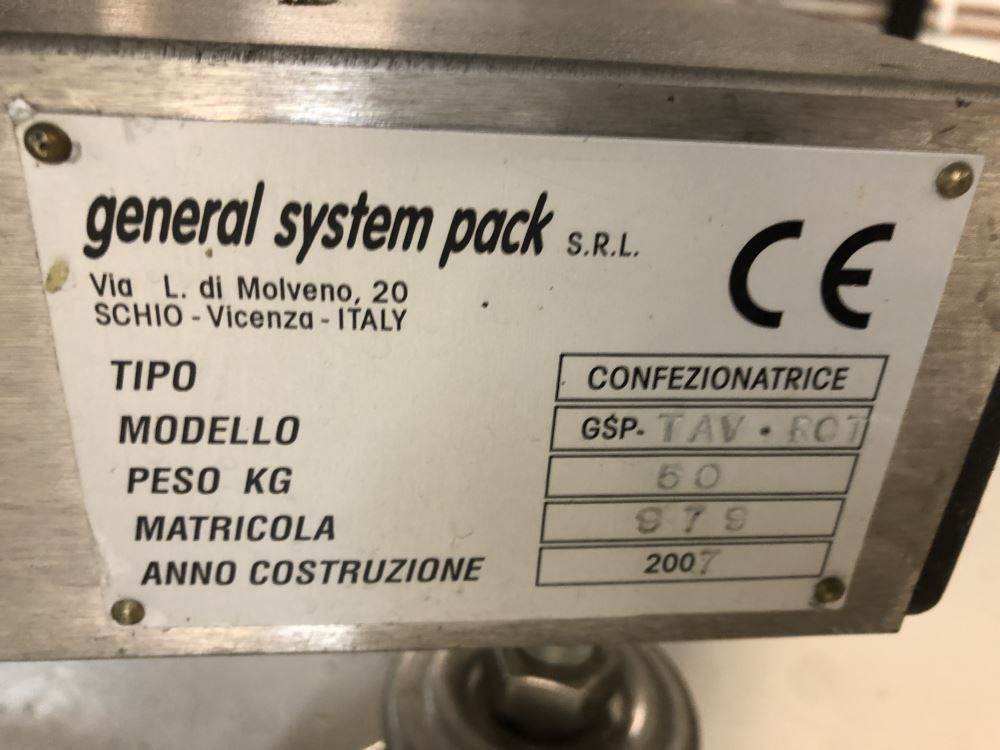 general system pack S.R.L.
CE
Via L. di Molveno, 20
SCHIO - Vicenza - ITALY
TIPO CONFEZIONATRICE
MODELLO GSP- TAV. ROT
PESO KG 60
MATRICOLA 979
ANNO COSTRUZIONE 2007